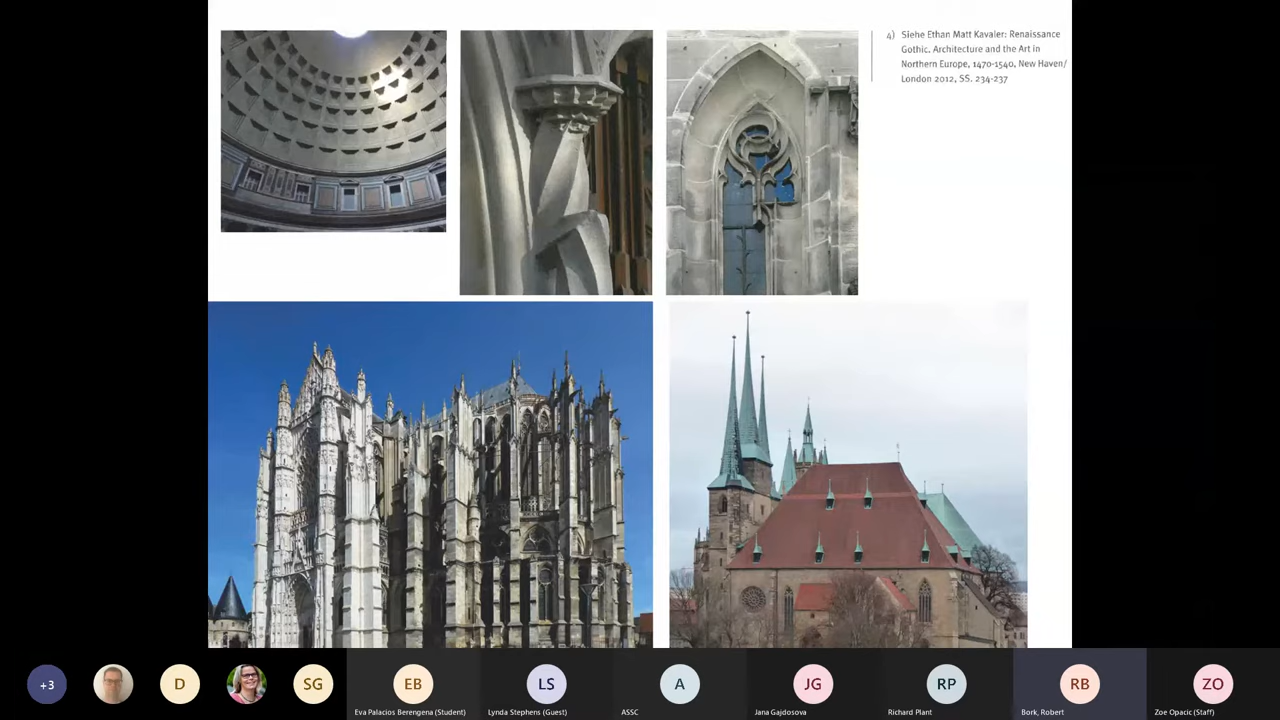 4) Siehe Ethan Matt Kavaler: Renaissance
Gothic. Architecture and the Art in
Northern Europe, 1470-1540, New Haven/
London 2012, SS. 234-237
+3
D
SG
EB
LS
A
JG
RP
RB
ZO
Eva Palacios Berengena (Student)
Lynda Stephens (Guest)
ASSC
Jana Gajdosova
Richard Plant
Bork, Robert
Zoe Opacic (Staff)